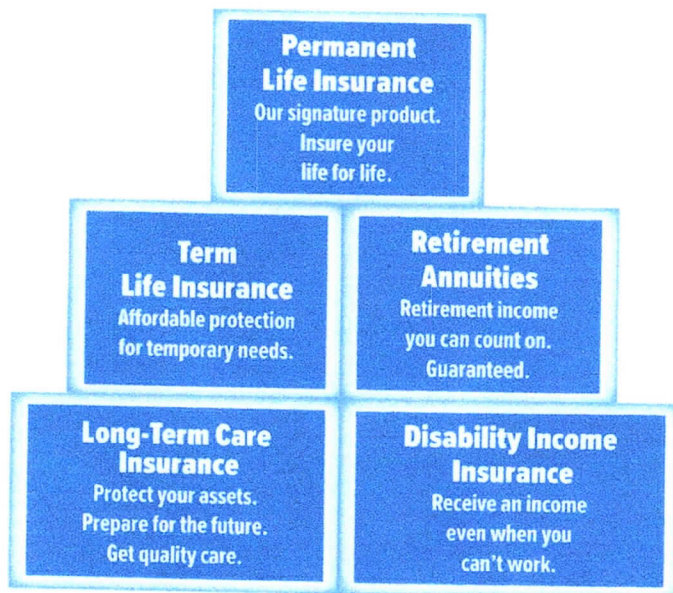 Permanent
Life Insurance
Our signature product.
Insure your
life for life.
Term
Life Insurance
Affordable protection
for temporary needs.
Retirement
Annuities
Retirement income
you can count on.
Guaranteed.
Long-Term Care
Insurance
Protect your assets.
Prepare for the future.
Get quality care.
Disability Income
Insurance
Receive an income
even when you
can't work.